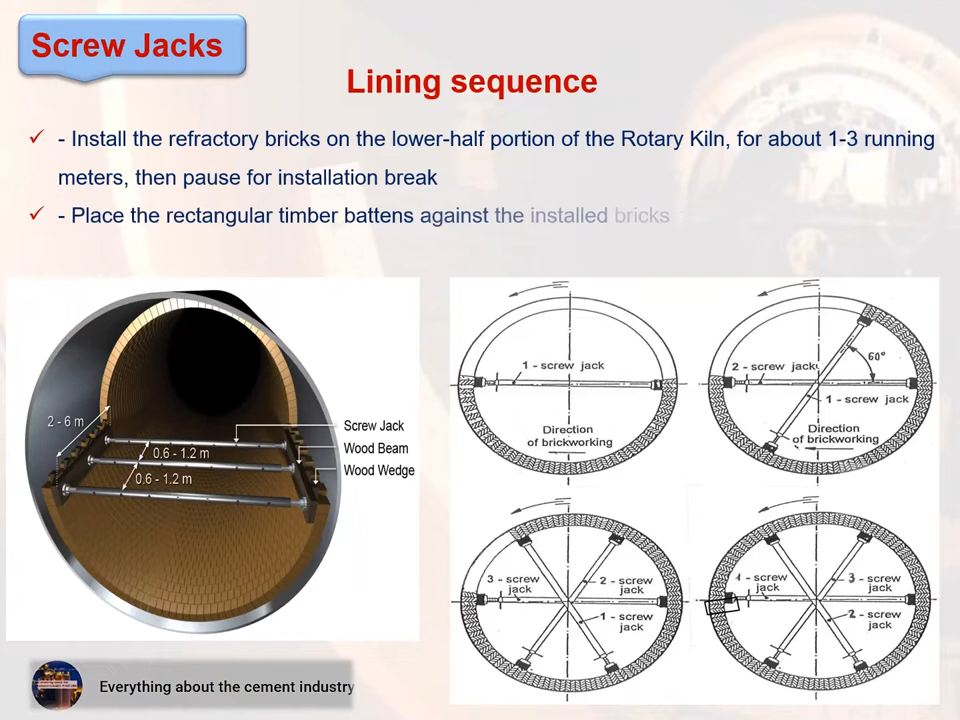 Screw Jacks
Lining sequence
- Install the refractory bricks on the lower-half portion of the Rotary Kiln, for about 1-3 running
meters, then pause for installation break
- Place the rectangular timber battens against the installed bricks
2 - 6 m
0.6 - 1.2 m
0.6 - 1.2 m
Screw Jack
Wood Beam
Wood Wedge
1 - screw jack
Direction
of brickworking
2 - screw jack
60°
1 - screw jack
Direction
of brickworking
3 - screw
jack
2 - screw
jack
1 - screw
jack
1 - screw
jack
3 - screw
jack
2 - screw
jack
Everything about the cement industry